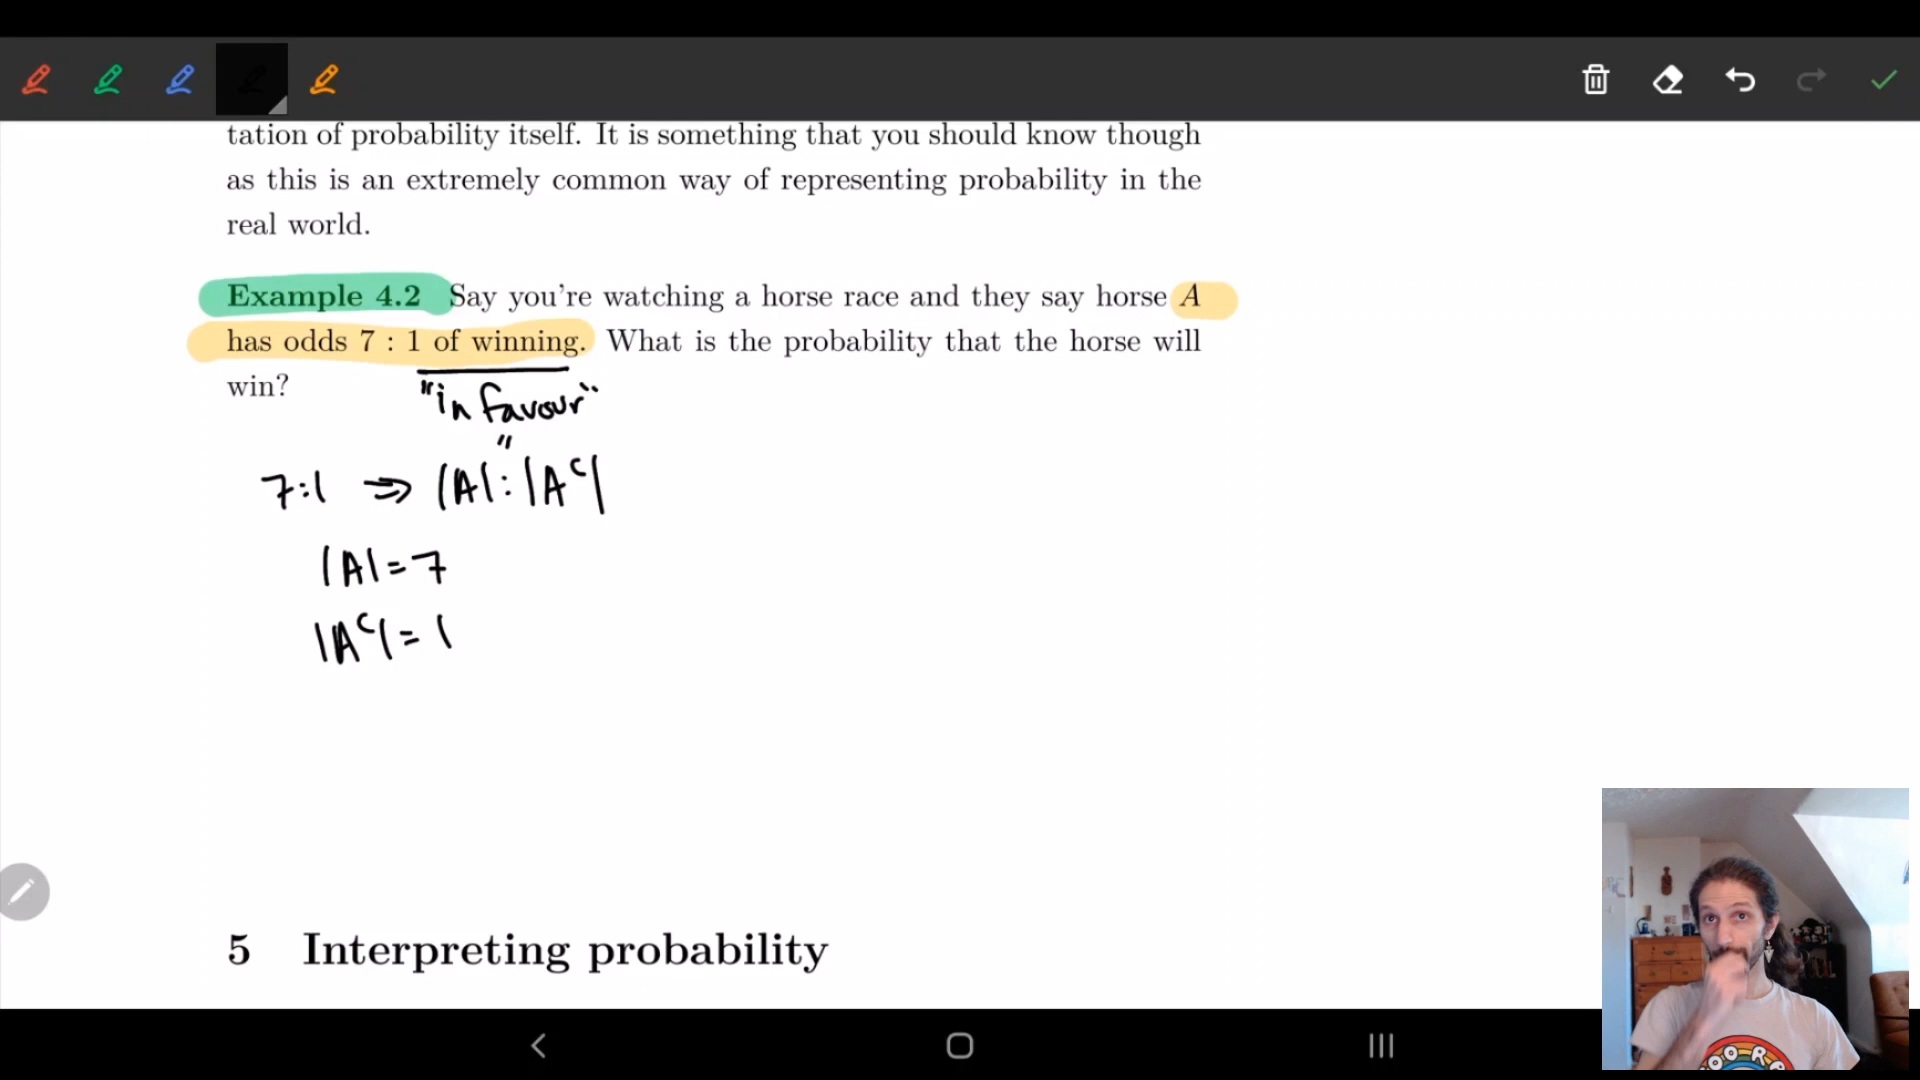 tation of probability itself. It is something that you should know though
as this is an extremely common way of representing probability in the
real world.
Example 4.2 Say you're watching a horse race and they say horse A
has odds 7 : 1 of winning. What is the probability that the horse will
win?
"in favour"
"
7:1 ⇒ |A|:|Aᶜ|
|A|=7
|Aᶜ|=1
5 Interpreting probability